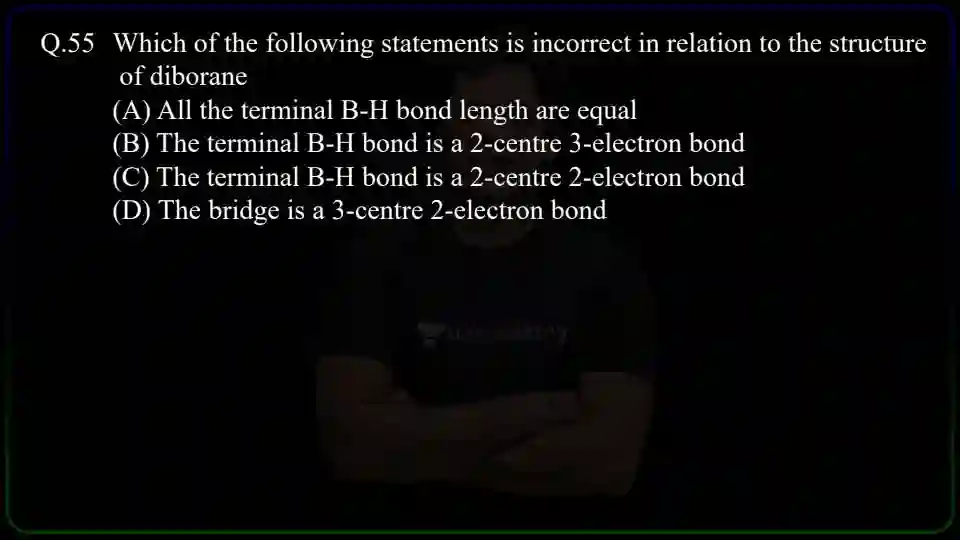 Q.55 Which of the following statements is incorrect in relation to the structure
of diborane
(A) All the terminal B-H bond length are equal
(B) The terminal B-H bond is a 2-centre 3-electron bond
(C) The terminal B-H bond is a 2-centre 2-electron bond
(D) The bridge is a 3-centre 2-electron bond